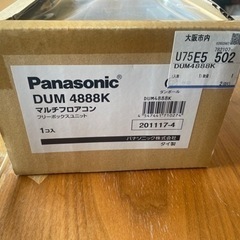 大阪市内
U75E5 502
DUM4888K
Panasonic
DUM 4888K
マルチフロアコン
フリーボックスユニット
1コ入
ダンボール
DUM4888K
201117-4
パナソニック株式会社
タイ製